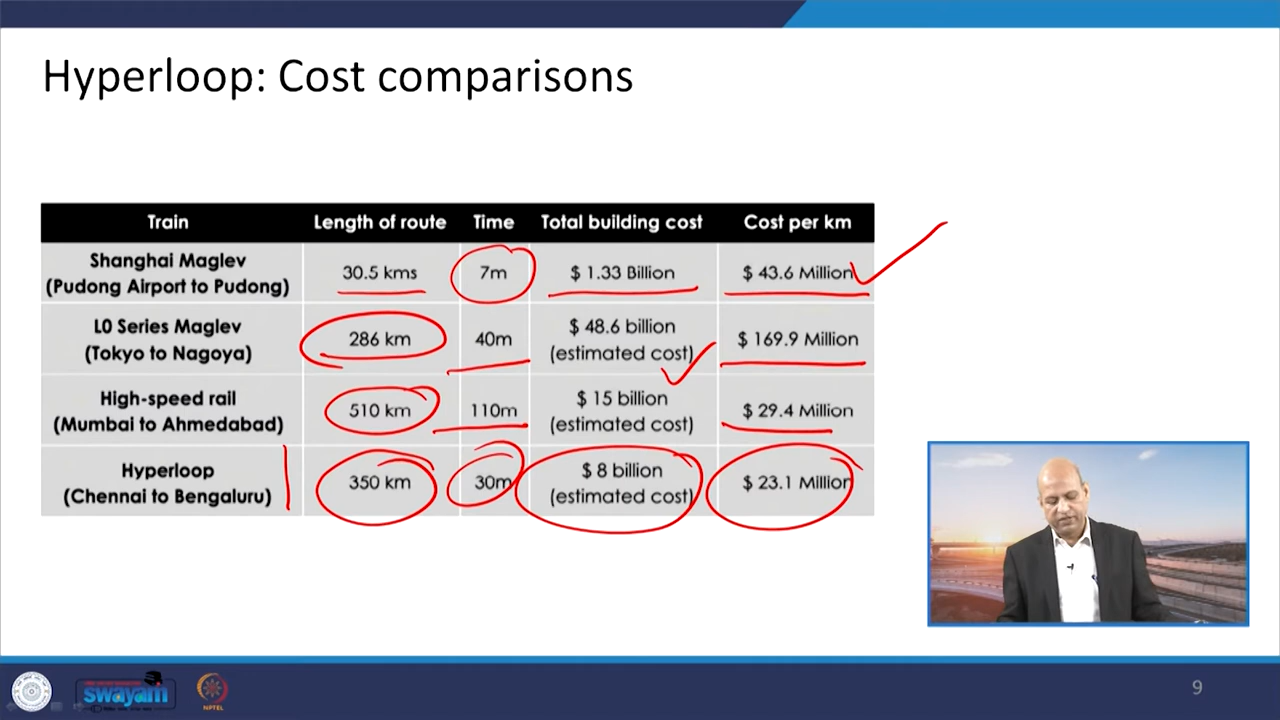 Hyperloop: Cost comparisons
Train Length of route Time Total building cost Cost per km
Shanghai Maglev
(Pudong Airport to Pudong) 30.5 kms 7m $ 1.33 Billion $ 43.6 Million
L0 Series Maglev
(Tokyo to Nagoya) 286 km 40m $ 48.6 billion
(estimated cost) $ 169.9 Million
High-speed rail
(Mumbai to Ahmedabad) 510 km 110m $ 15 billion
(estimated cost) $ 29.4 Million
Hyperloop
(Chennai to Bengaluru) 350 km 30m $ 8 billion
(estimated cost) $ 23.1 Million
swayam
NPTEL
9